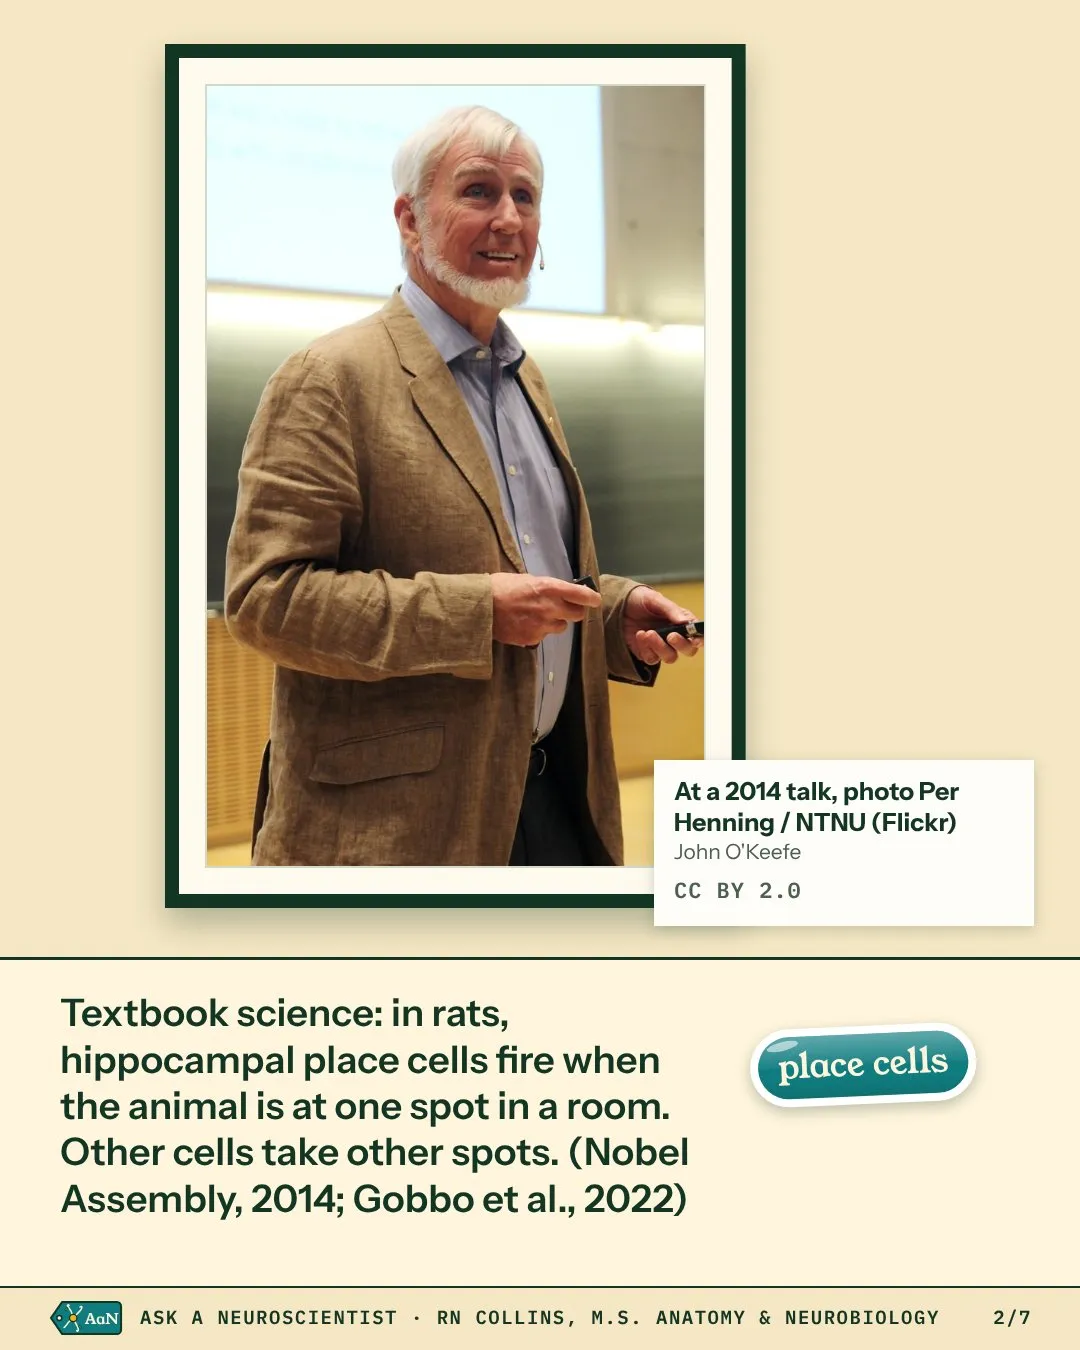 At a 2014 talk, photo Per
Henning / NTNU (Flickr)
John O'Keefe
CC BY 2.0
Textbook science: in rats,
hippocampal place cells fire when
the animal is at one spot in a room.
Other cells take other spots. (Nobel
Assembly, 2014; Gobbo et al., 2022)
place cells
AaN
ASK A NEUROSCIENTIST · RN COLLINS, M.S. ANATOMY & NEUROBIOLOGY
2/7